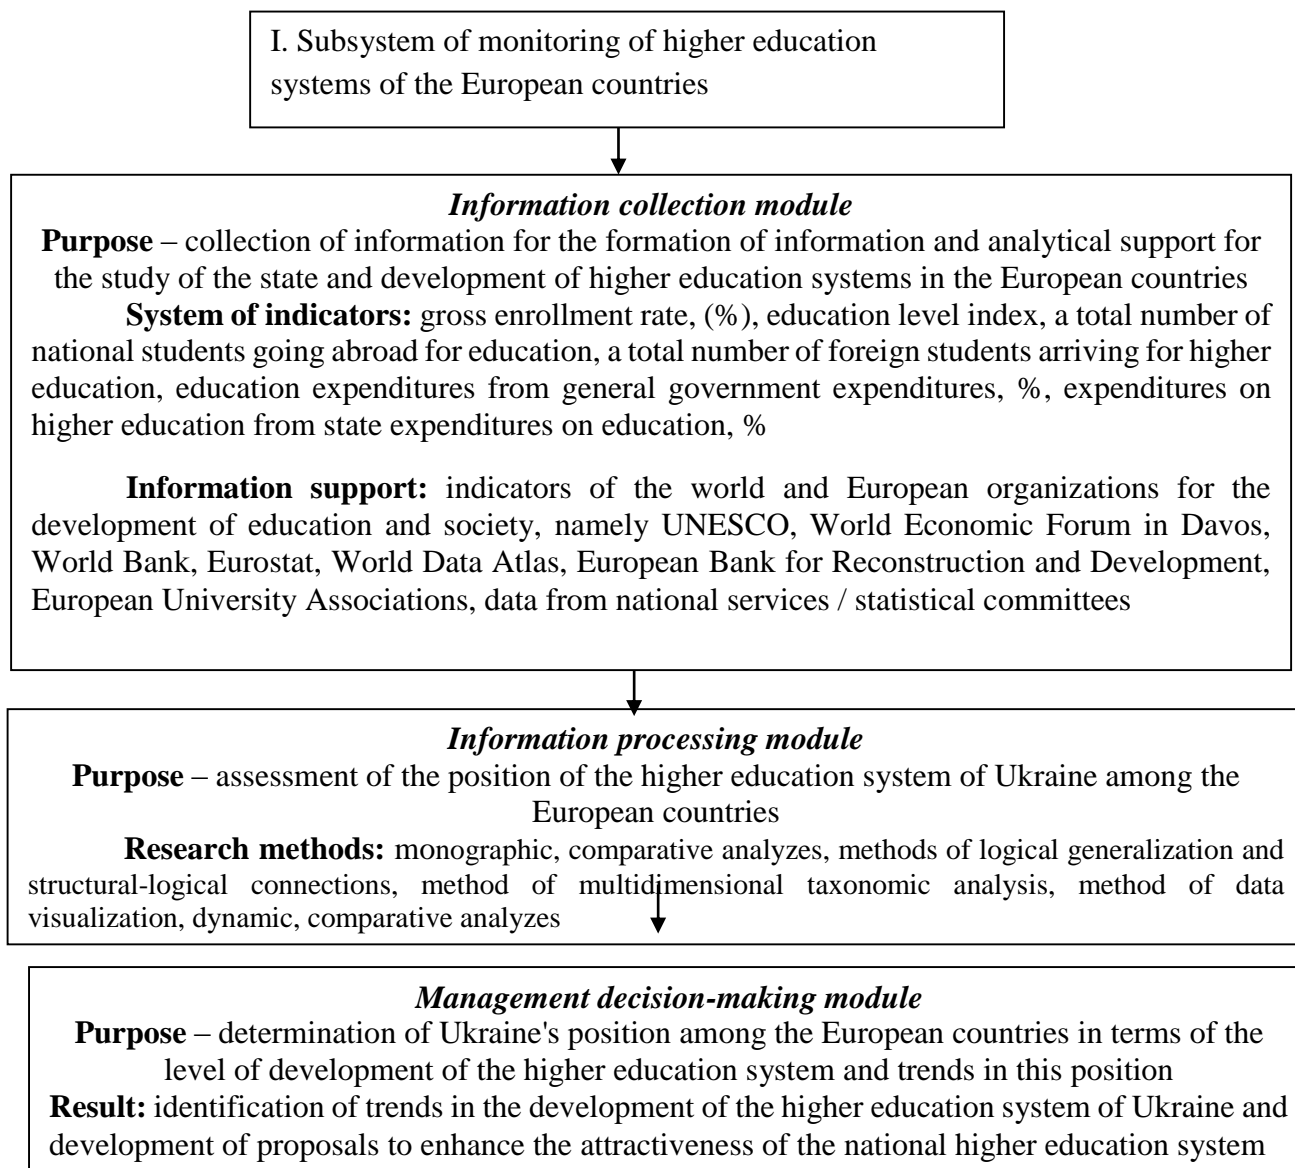 I. Subsystem of monitoring of higher education
systems of the European countries
Information collection module
Purpose – collection of information for the formation of information and analytical support for
the study of the state and development of higher education systems in the European countries
System of indicators: gross enrollment rate, (%), education level index, a total number of
national students going abroad for education, a total number of foreign students arriving for higher
education, education expenditures from general government expenditures, %, expenditures on
higher education from state expenditures on education, %
Information support: indicators of the world and European organizations for the
development of education and society, namely UNESCO, World Economic Forum in Davos,
World Bank, Eurostat, World Data Atlas, European Bank for Reconstruction and Development,
European University Associations, data from national services / statistical committees
Information processing module
Purpose – assessment of the position of the higher education system of Ukraine among the
European countries
Research methods: monographic, comparative analyzes, methods of logical generalization and
structural-logical connections, method of multidimensional taxonomic analysis, method of data
visualization, dynamic, comparative analyzes
Management decision-making module
Purpose – determination of Ukraine's position among the European countries in terms of the
level of development of the higher education system and trends in this position
Result: identification of trends in the development of the higher education system of Ukraine and
development of proposals to enhance the attractiveness of the national higher education system